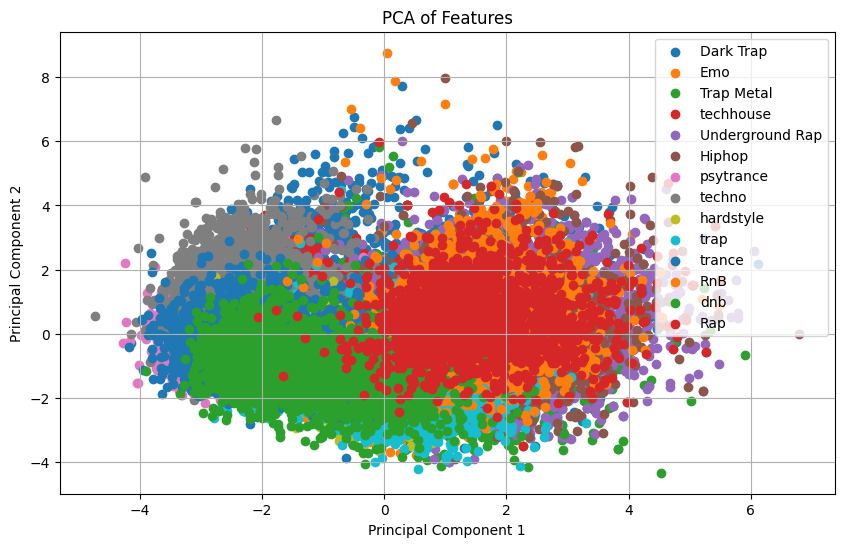 PCA of Features
Dark Trap
Emo
Trap Metal
techhouse
Underground Rap
Hiphop
psytrance
techno
hardstyle
trap
trance
RnB
dnb
Rap
Principal Component 2
8
6
4
2
0
−2
−4
−4 −2 0 2 4 6
Principal Component 1